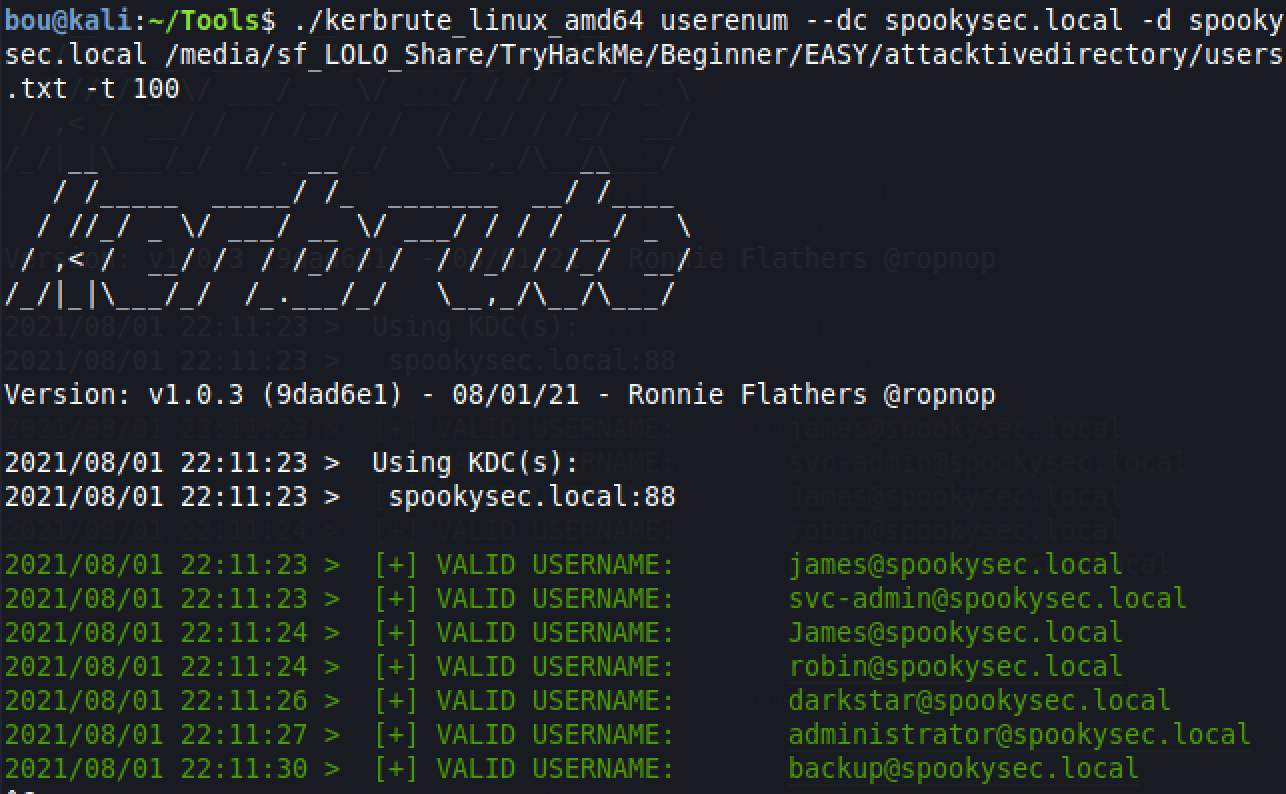 bou@kali:~/Tools$ ./kerbrute_linux_amd64 userenum --dc spookysec.local -d spooky
sec.local /media/sf_LOLO_Share/TryHackMe/Beginner/EASY/attacktivedirectory/users
.txt -t 100
kerbrute
Version: v1.0.3 (9dad6e1) - 08/01/21 - Ronnie Flathers @ropnop
2021/08/01 22:11:23 >  Using KDC(s):
2021/08/01 22:11:23 >   spookysec.local:88
2021/08/01 22:11:23 >  [+] VALID USERNAME:       james@spookysec.local
2021/08/01 22:11:23 >  [+] VALID USERNAME:       svc-admin@spookysec.local
2021/08/01 22:11:24 >  [+] VALID USERNAME:       James@spookysec.local
2021/08/01 22:11:24 >  [+] VALID USERNAME:       robin@spookysec.local
2021/08/01 22:11:26 >  [+] VALID USERNAME:       darkstar@spookysec.local
2021/08/01 22:11:27 >  [+] VALID USERNAME:       administrator@spookysec.local
2021/08/01 22:11:30 >  [+] VALID USERNAME:       backup@spookysec.local